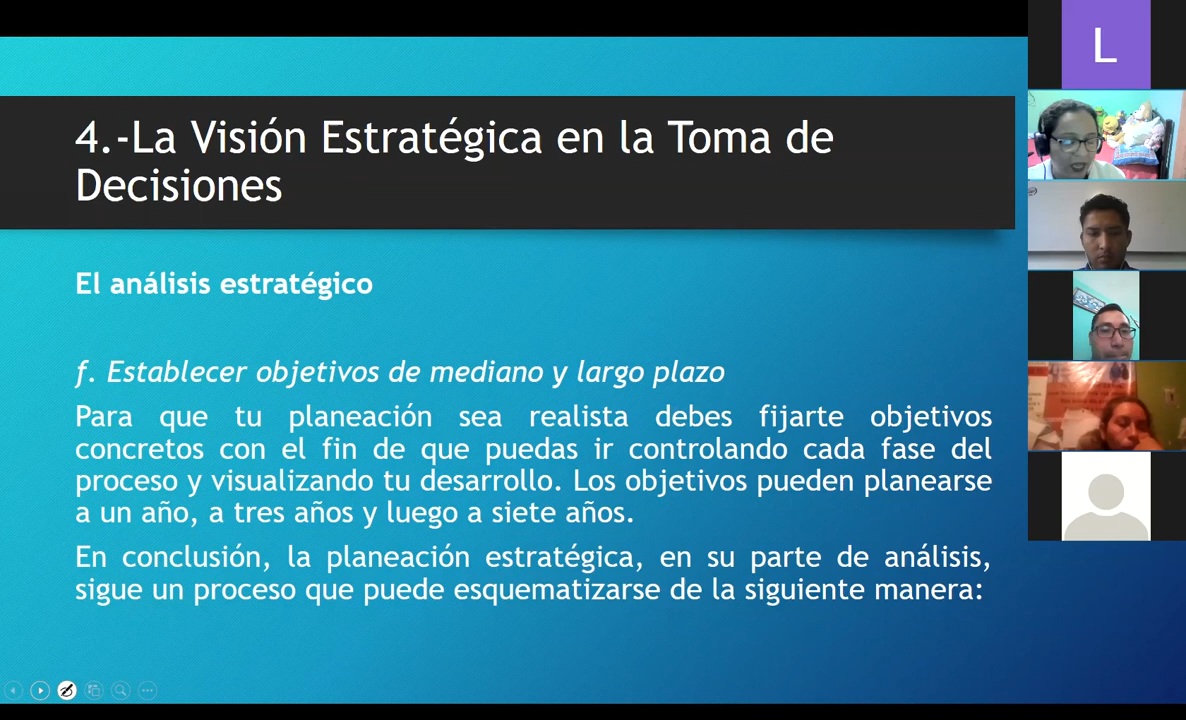 4.-La Visión Estratégica en la Toma de
Decisiones
El análisis estratégico
f. Establecer objetivos de mediano y largo plazo
Para que tu planeación sea realista debes fijarte objetivos
concretos con el fin de que puedas ir controlando cada fase del
proceso y visualizando tu desarrollo. Los objetivos pueden planearse
a un año, a tres años y luego a siete años.
En conclusión, la planeación estratégica, en su parte de análisis,
sigue un proceso que puede esquematizarse de la siguiente manera:
L